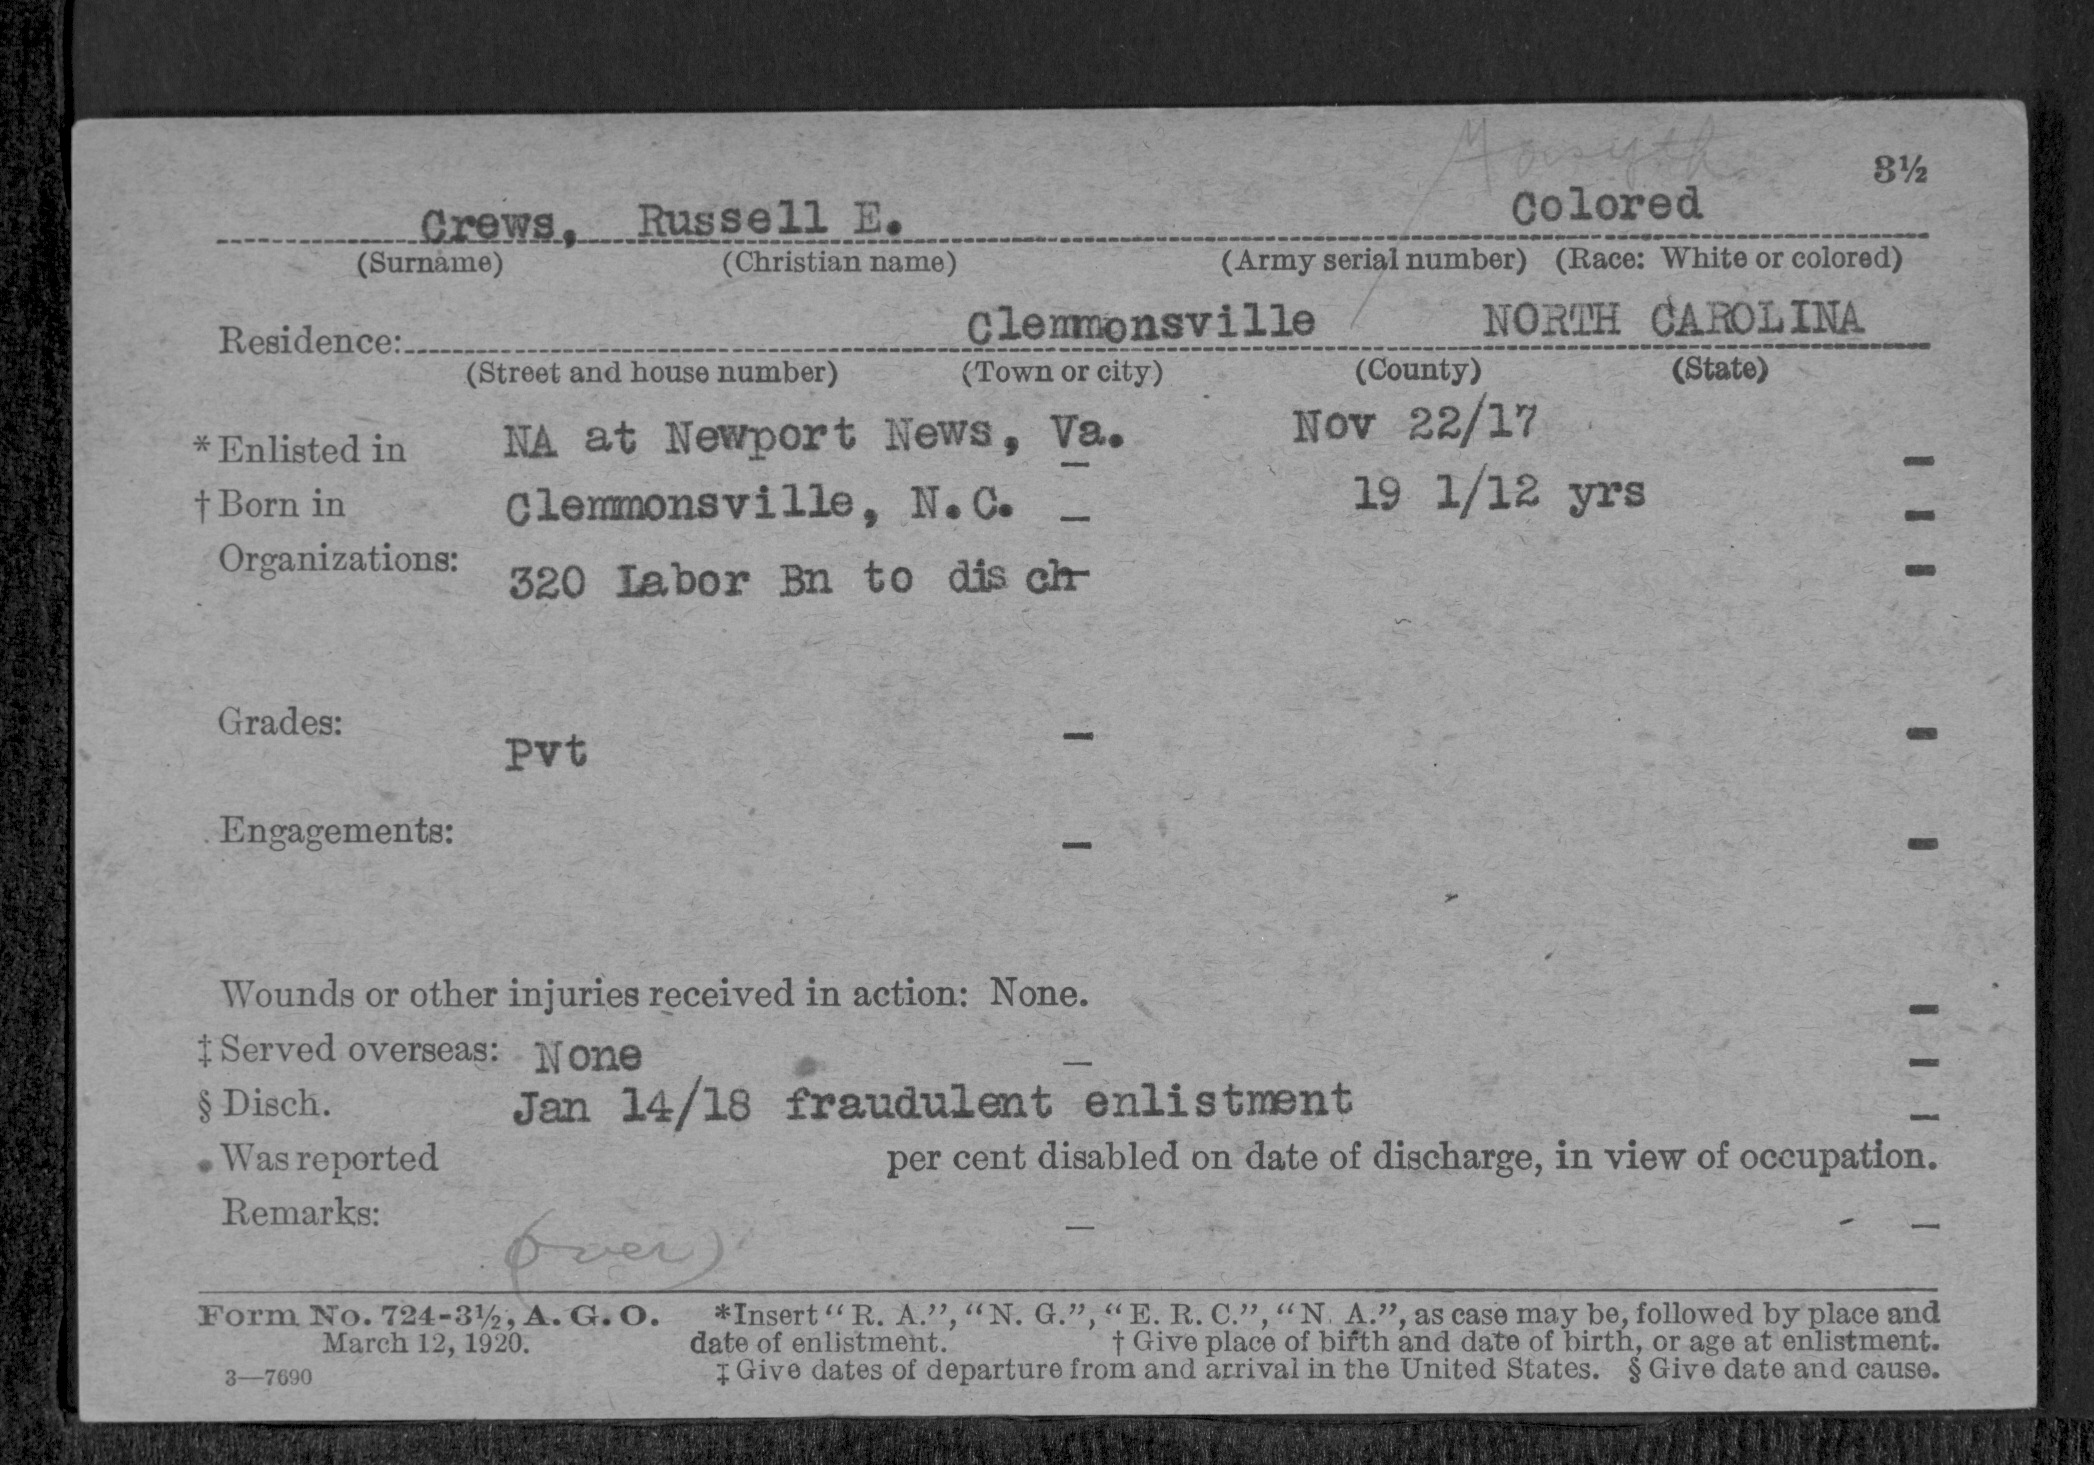 Forsyth
3½
Crews, Russell E. Colored
(Surname) (Christian name) (Army serial number) (Race: White or colored)
Residence: Clemmonsville NORTH CAROLINA
(Street and house number) (Town or city) (County) (State)
*Enlisted in NA at Newport News, Va. Nov 22/17
†Born in Clemmonsville, N.C. 19 1/12 yrs
Organizations: 320 Labor Bn to disch
Grades: Pvt
Engagements:
Wounds or other injuries received in action: None.
‡Served overseas: None
§Disch. Jan 14/18 fraudulent enlistment
Was reported per cent disabled on date of discharge, in view of occupation.
Remarks:
(over)
Form No. 724-3½, A. G. O. *Insert "R. A.", "N. G.", "E. R. C.", "N. A.", as case may be, followed by place and
March 12, 1920. date of enlistment. †Give place of birth and date of birth, or age at enlistment.
3—7690 ‡Give dates of departure from and arrival in the United States. §Give date and cause.